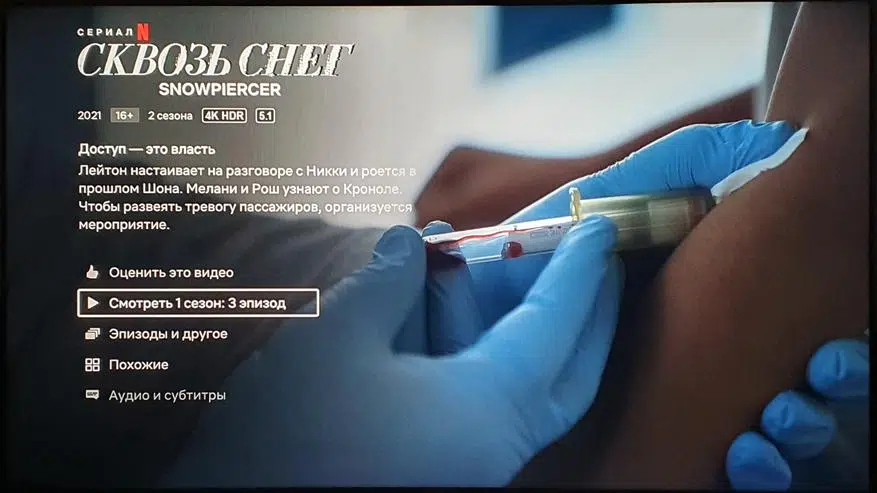 СЕРИАЛ N
СКВОЗЬ СНЕГ
SNOWPIERCER
2021 16+ 2 сезона 4K HDR 5.1
Доступ — это власть
Лейтон настаивает на разговоре с Никки и роется в
прошлом Шона. Мелани и Рош узнают о Кроноле.
Чтобы развеять тревогу пассажиров, организуется
мероприятие.
Оценить это видео
Смотреть 1 сезон: 3 эпизод
Эпизоды и другое
Похожие
Аудио и субтитры